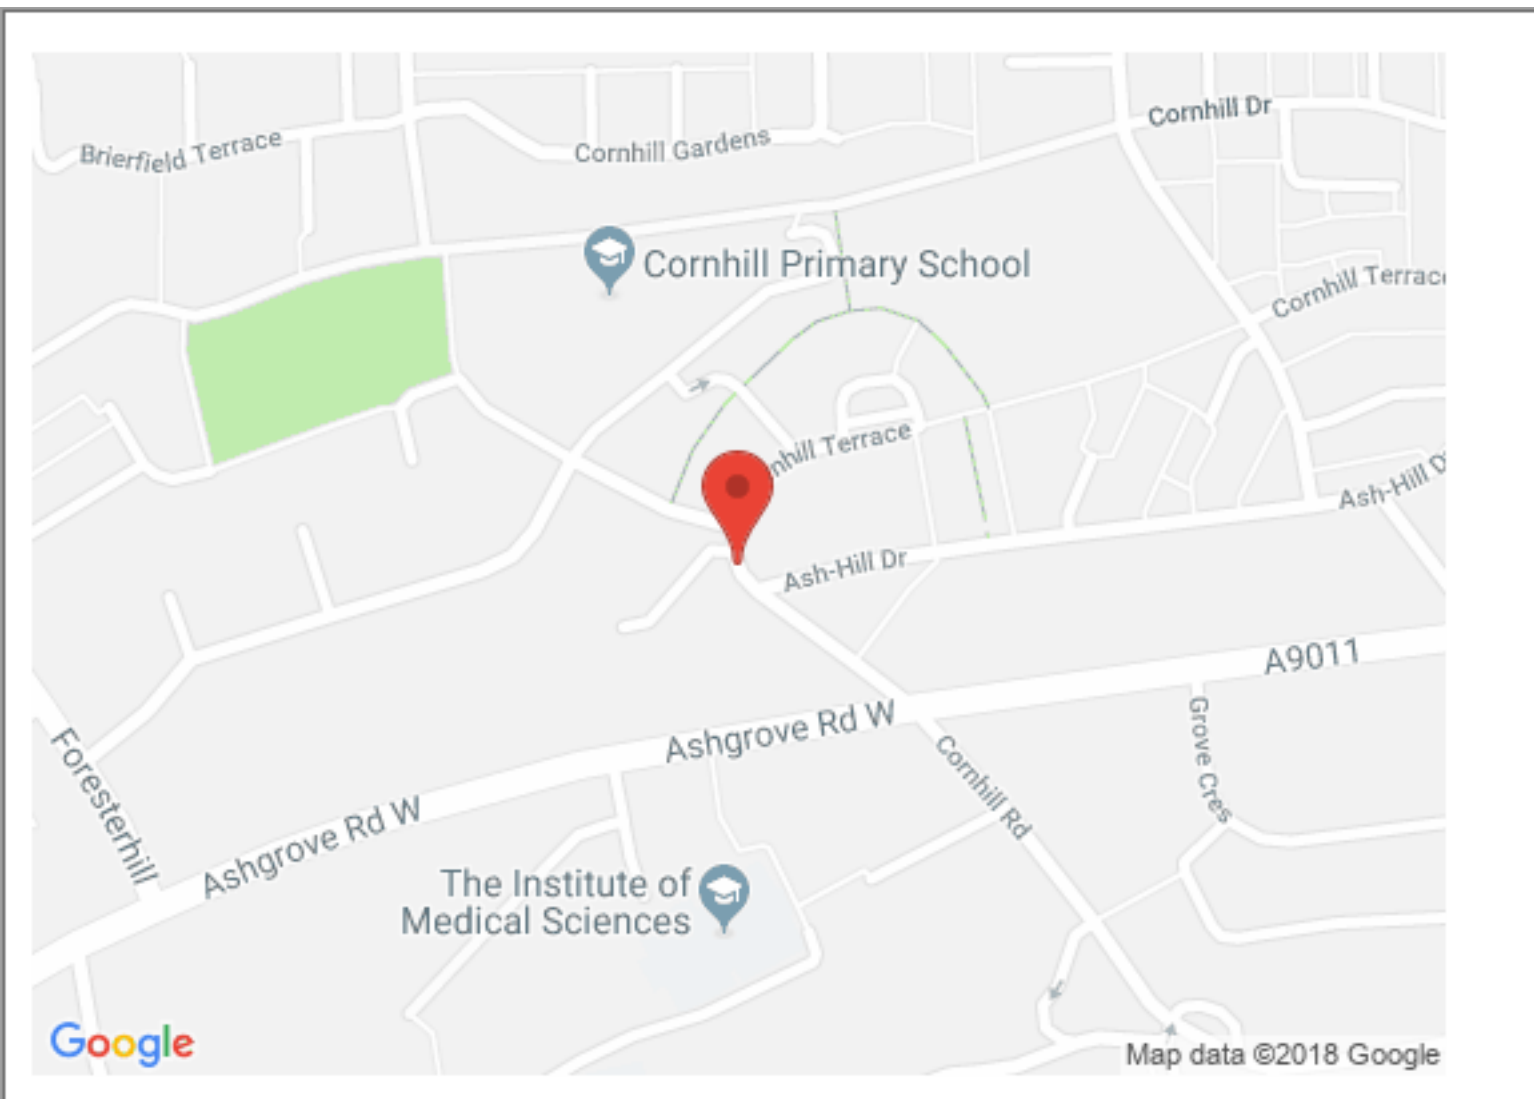 Cornhill Dr
Brierfield Terrace
Cornhill Gardens
Cornhill Primary School
Cornhill Terrace
nhill Terrace
Ash-Hill D
Ash-Hill Dr
A9011
Ashgrove Rd W
Grove Cres
Foresterhill
Cornhill Rd
Ashgrove Rd W
The Institute of
Medical Sciences
Google
Map data ©2018 Google